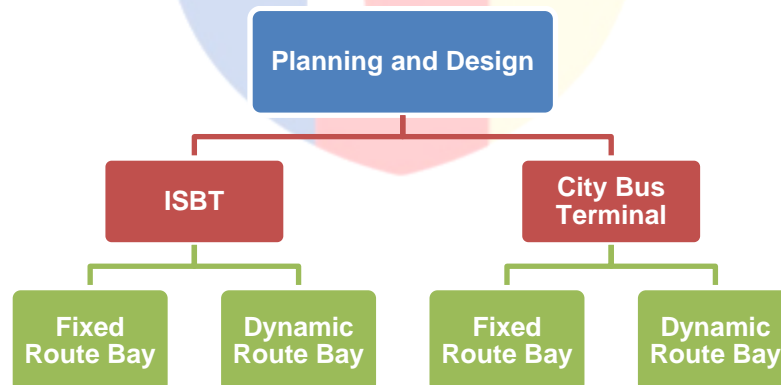 Planning and Design
ISBT
City Bus
Terminal
Fixed
Route Bay
Dynamic
Route Bay
Fixed
Route Bay
Dynamic
Route Bay